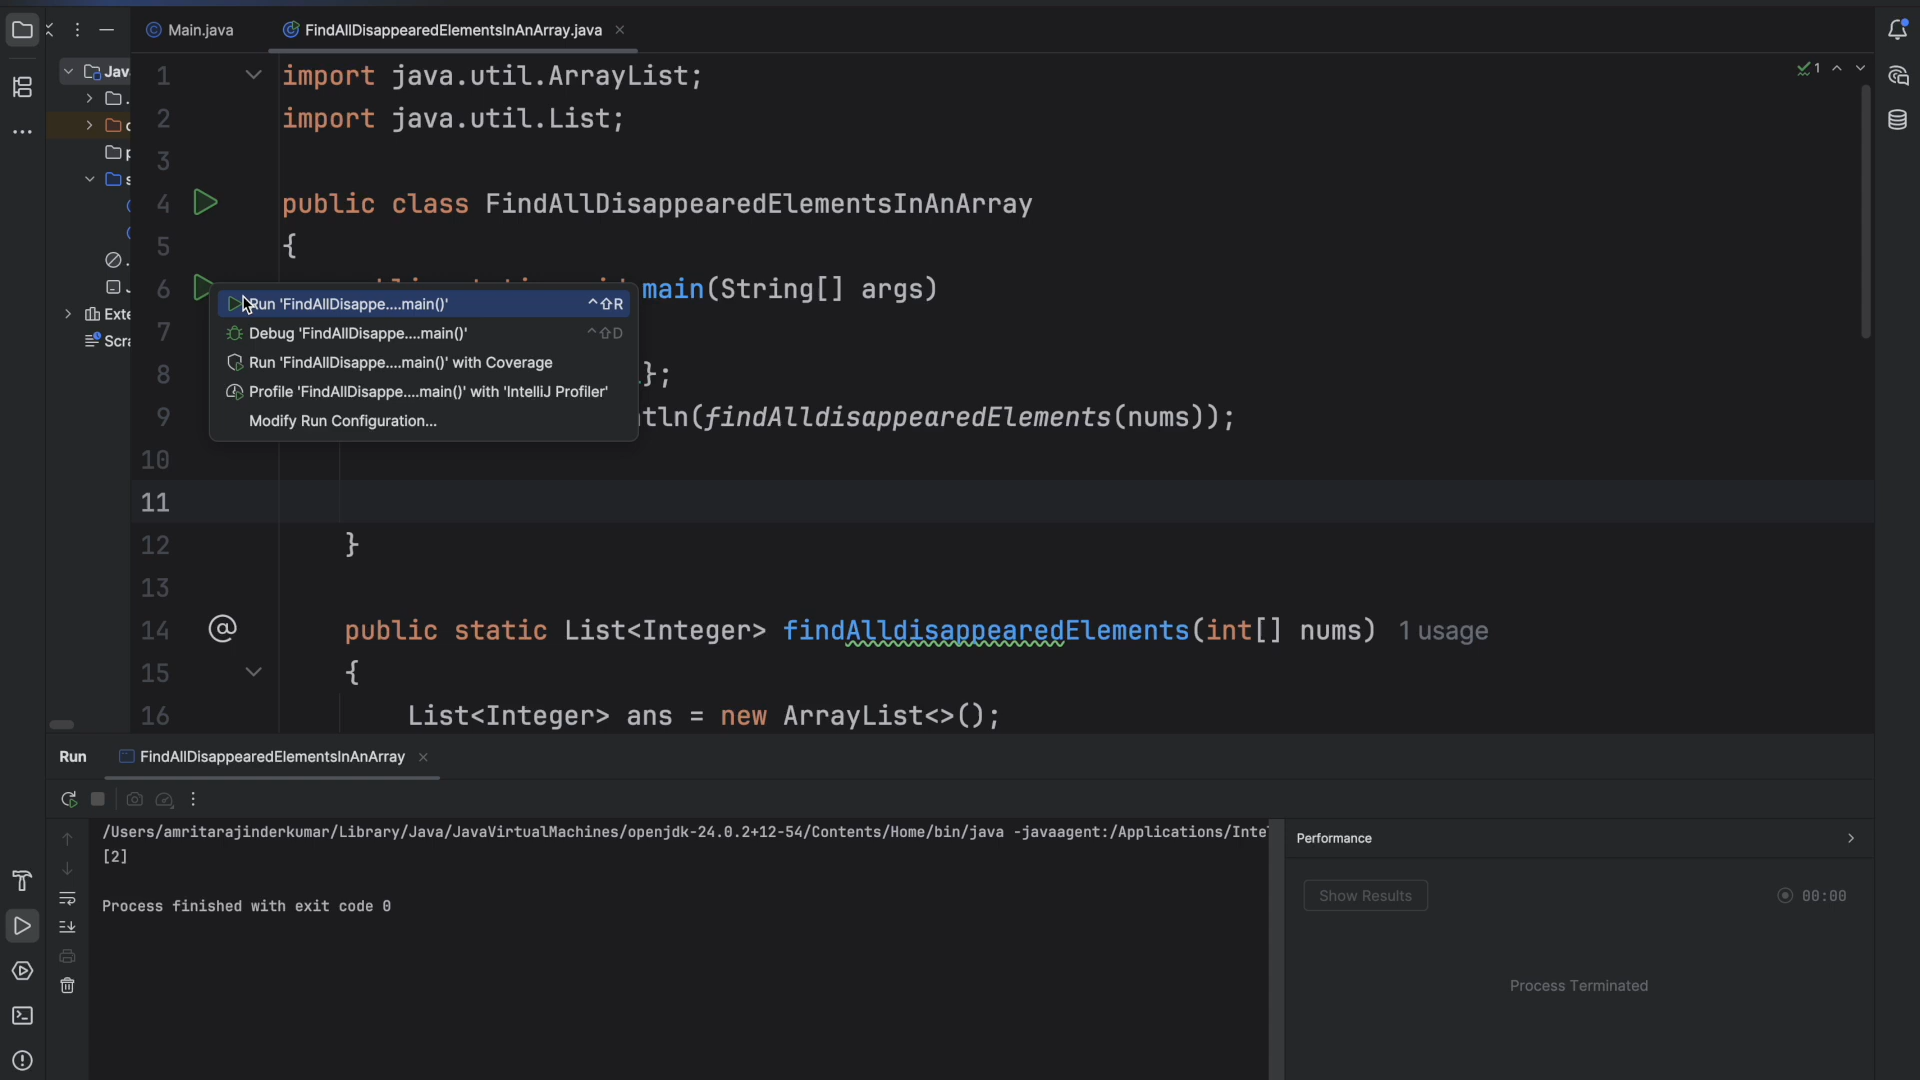 Main.java
FindAllDisappearedElementsInAnArray.java
Jav
1 import java.util.ArrayList;
2 import java.util.List;
3
4 public class FindAllDisappearedElementsInAnArray
5 {
6 main(String[] args)
7
8 };
9 tln(findAlldisappearedElements(nums));
10
11
12 }
13
14 public static List<Integer> findAlldisappearedElements(int[] nums) 1 usage
15 {
16 List<Integer> ans = new ArrayList<>();
1
Exte
Scra
Run 'FindAllDisappe....main()' ^⇧R
Debug 'FindAllDisappe....main()' ^⇧D
Run 'FindAllDisappe....main()' with Coverage
Profile 'FindAllDisappe....main()' with 'IntelliJ Profiler'
Modify Run Configuration...
Run
FindAllDisappearedElementsInAnArray
/Users/amritarajinderkumar/Library/Java/JavaVirtualMachines/openjdk-24.0.2+12-54/Contents/Home/bin/java -javaagent:/Applications/Inte
[2]
Process finished with exit code 0
Performance
Show Results
00:00
Process Terminated